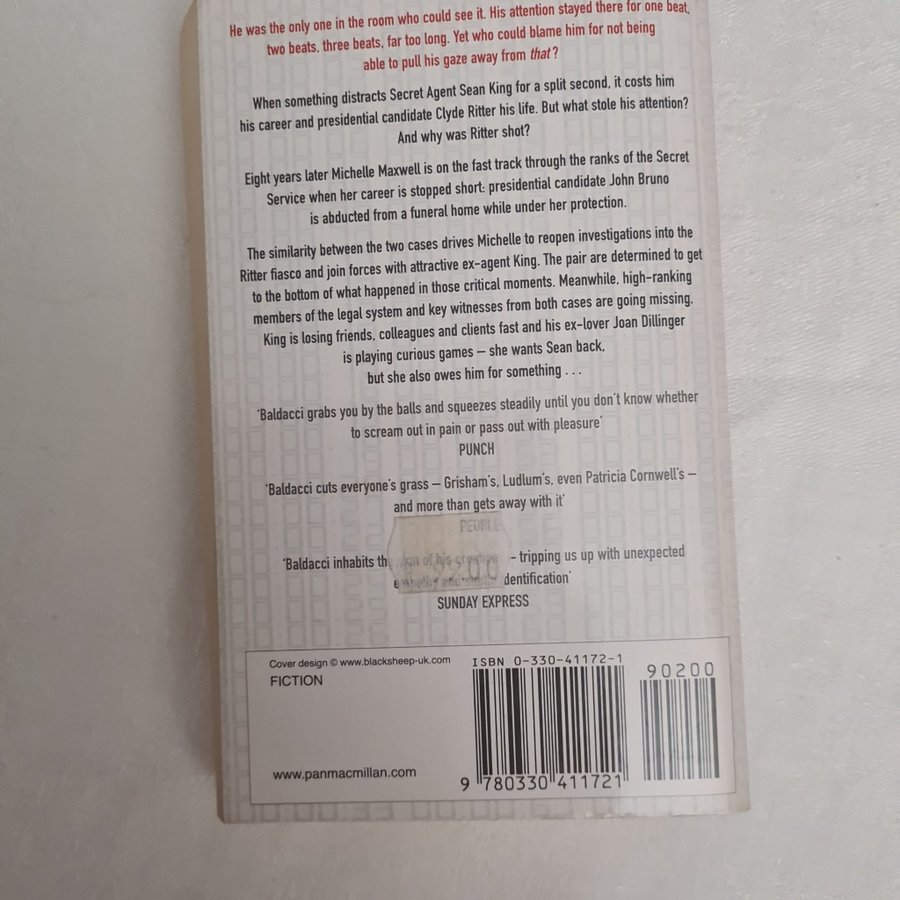 He was the only one in the room who could see it. His attention stayed there for one beat,
two beats, three beats, far too long. Yet who could blame him for not being
able to pull his gaze away from that?
When something distracts Secret Agent Sean King for a split second, it costs him
his career and presidential candidate Clyde Ritter his life. But what stole his attention?
And why was Ritter shot?
Eight years later Michelle Maxwell is on the fast track through the ranks of the Secret
Service when her career is stopped short: presidential candidate John Bruno
is abducted from a funeral home while under her protection.
The similarity between the two cases drives Michelle to reopen investigations into the
Ritter fiasco and join forces with attractive ex-agent King. The pair are determined to get
to the bottom of what happened in those critical moments. Meanwhile, high-ranking
members of the legal system and key witnesses from both cases are going missing.
King is losing friends, colleagues and clients fast and his ex-lover Joan Dillinger
is playing curious games – she wants Sean back,
but she also owes him for something . . .
'Baldacci grabs you by the balls and squeezes steadily until you don't know whether
to scream out in pain or pass out with pleasure'
PUNCH
'Baldacci cuts everyone's grass – Grisham's, Ludlum's, even Patricia Cornwell's –
and more than gets away with it'
PEOPLE
'Baldacci inhabits of his – tripping us up with unexpected
dentification'
SUNDAY EXPRESS
Cover design © www.blacksheep-uk.com
FICTION
www.panmacmillan.com
ISBN 0-330-41172-1
90200
9 780330 411721